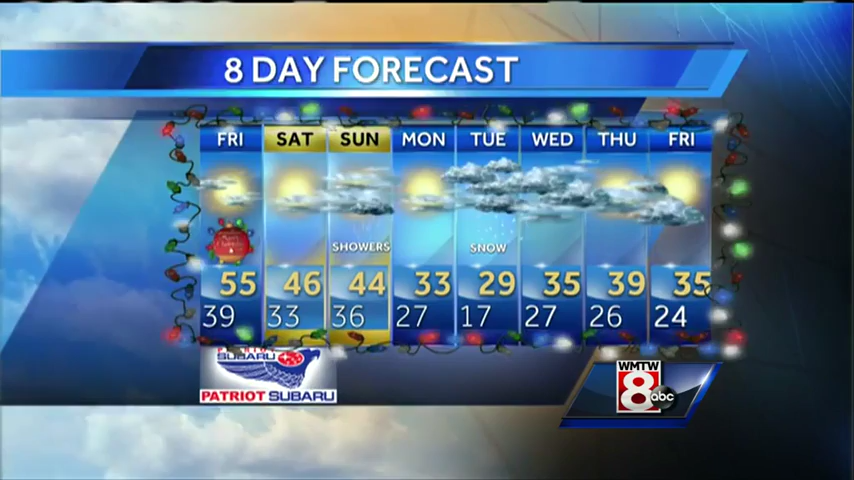 8 DAY FORECAST
FRI SAT SUN MON TUE WED THU FRI
SHOWERS SNOW
55 46 44 33 29 35 39 35
39 33 36 27 17 27 26 24
SUBARU
PATRIOT SUBARU
WMTW
8
abc